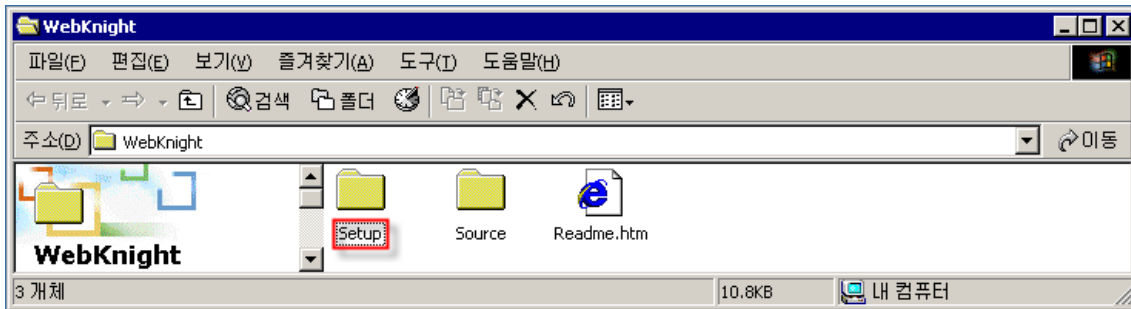 WebKnight
파일(F) 편집(E) 보기(V) 즐겨찾기(A) 도구(T) 도움말(H)
뒤로 검색 폴더
주소(D) WebKnight 이동
Setup Source Readme.htm
WebKnight
3 개체 10.8KB 내 컴퓨터